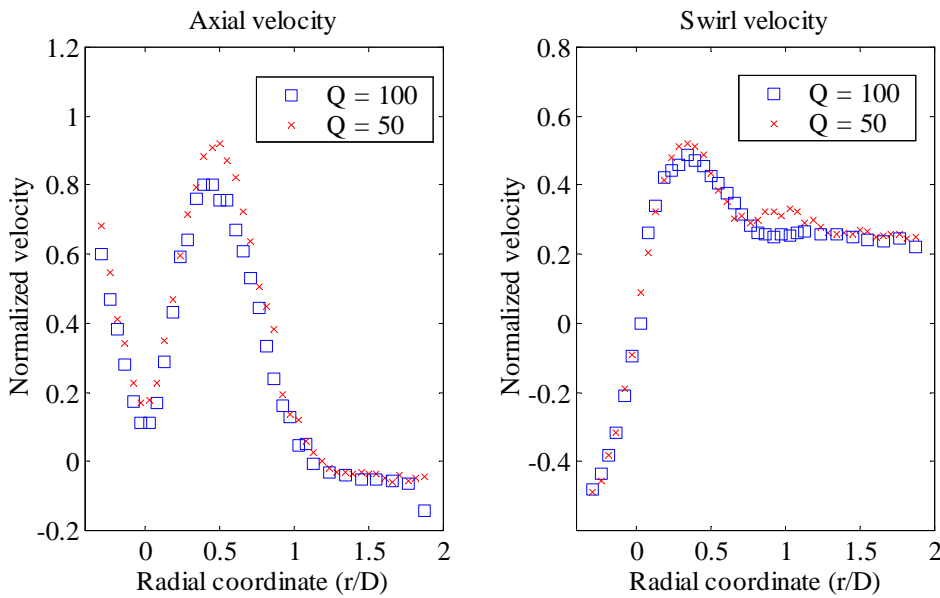 Axial velocity
1.2
1
0.8
0.6
0.4
0.2
0
-0.2
Normalized velocity
Q = 100
Q = 50
0
0.5
1
1.5
2
Radial coordinate (r/D)
Swirl velocity
0.8
0.6
0.4
0.2
0
-0.2
-0.4
Normalized velocity
Q = 100
Q = 50
0
0.5
1
1.5
2
Radial coordinate (r/D)